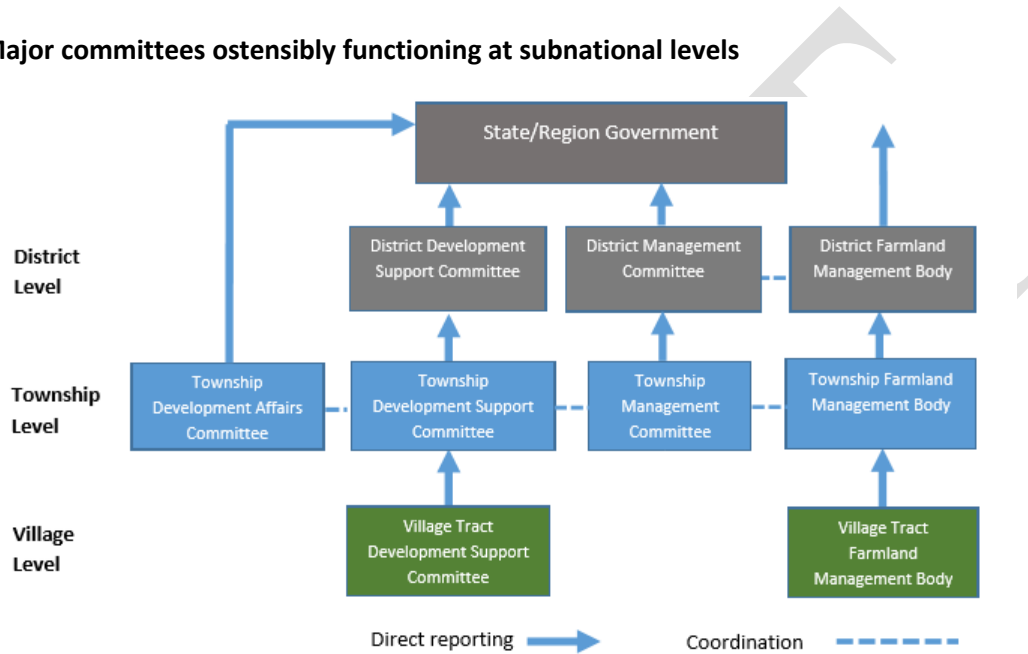 Major committees ostensibly functioning at subnational levels
State/Region Government
District
Level
District Development
Support Committee
District Management
Committee
District Farmland
Management Body
Township
Level
Township
Development Affairs
Committee
Township
Development Support
Committee
Township
Management
Committee
Township Farmland
Management Body
Village
Level
Village Tract
Development Support
Committee
Village Tract
Farmland
Management Body
Direct reporting
Coordination